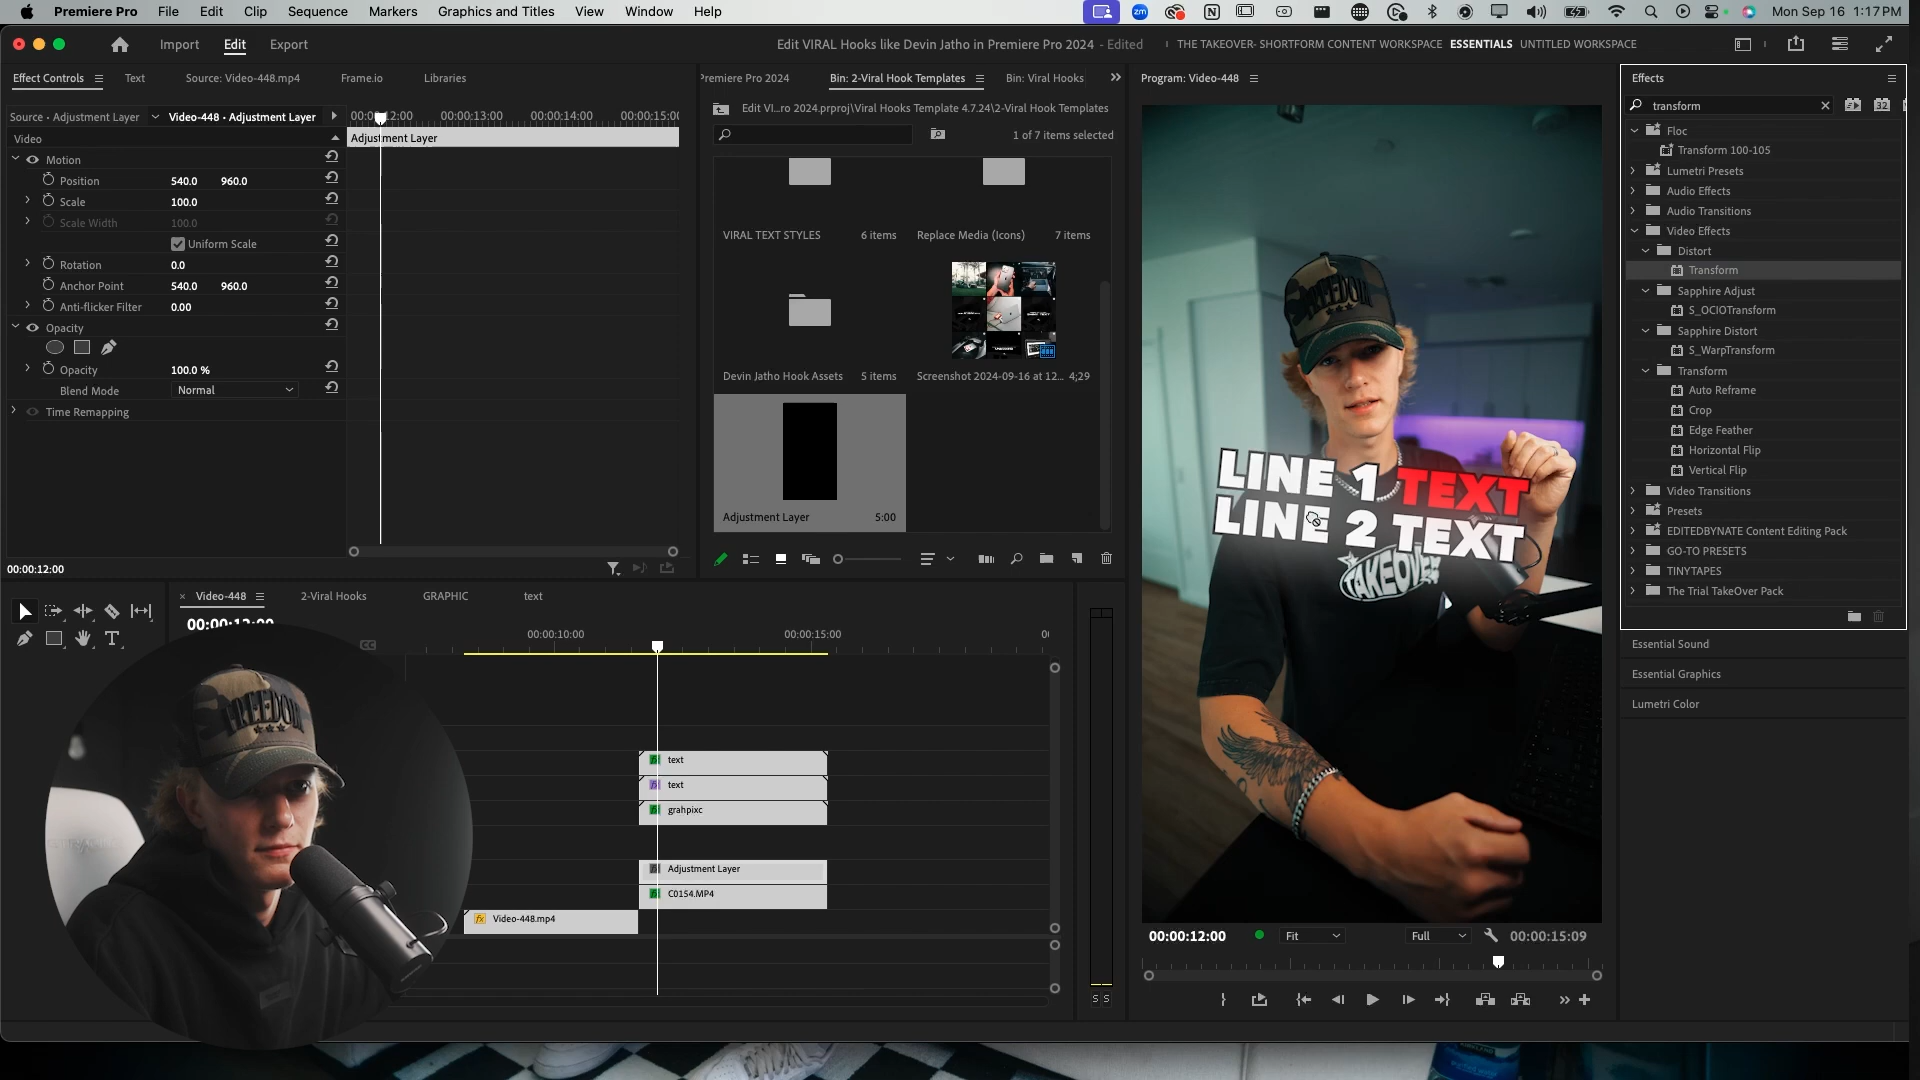 Premiere Pro File Edit Clip Sequence Markers Graphics and Titles View Window Help
Mon Sep 16 1:17 PM
Import Edit Export
Edit VIRAL Hooks like Devin Jatho in Premiere Pro 2024 - Edited
THE TAKEOVER- SHORTFORM CONTENT WORKSPACE ESSENTIALS UNTITLED WORKSPACE
Effect Controls Text Source: Video-448.mp4 Frame.io Libraries
Source · Adjustment Layer Video-448 · Adjustment Layer
00:00:12:00 00:00:13:00 00:00:14:00 00:00:15:00
Video
Adjustment Layer
Motion
Position 540.0 960.0
Scale 100.0
Scale Width 100.0
Uniform Scale
Rotation 0.0
Anchor Point 540.0 960.0
Anti-flicker Filter 0.00
Opacity
Opacity 100.0 %
Blend Mode Normal
Time Remapping
00:00:12:00
Premiere Pro 2024 Bin: 2-Viral Hook Templates Bin: Viral Hooks
Edit VI...ro 2024.prproj\Viral Hooks Template 4.7.24\2-Viral Hook Templates
1 of 7 items selected
VIRAL TEXT STYLES 6 items
Replace Media (Icons) 7 items
Devin Jatho Hook Assets 5 items
Screenshot 2024-09-16 at 12... 4;29
Adjustment Layer 5:00
Program: Video-448
FREEDOM
LINE 1 TEXT
LINE 2 TEXT
TAKEOVER
00:00:12:00 Fit Full 00:00:15:09
Effects
transform
32
Floc
Transform 100-105
Lumetri Presets
Audio Effects
Audio Transitions
Video Effects
Distort
Transform
Sapphire Adjust
S_OCIOTransform
Sapphire Distort
S_WarpTransform
Transform
Auto Reframe
Crop
Edge Feather
Horizontal Flip
Vertical Flip
Video Transitions
Presets
EDITEDBYNATE Content Editing Pack
GO-TO PRESETS
TINYTAPES
The Trial TakeOver Pack
Essential Sound
Essential Graphics
Lumetri Color
Video-448 2-Viral Hooks GRAPHIC text
00:00:12:00
00:00:10:00 00:00:15:00
text
text
grahpixc
Adjustment Layer
C0154.MP4
Video-448.mp4
S S
FREEDOM